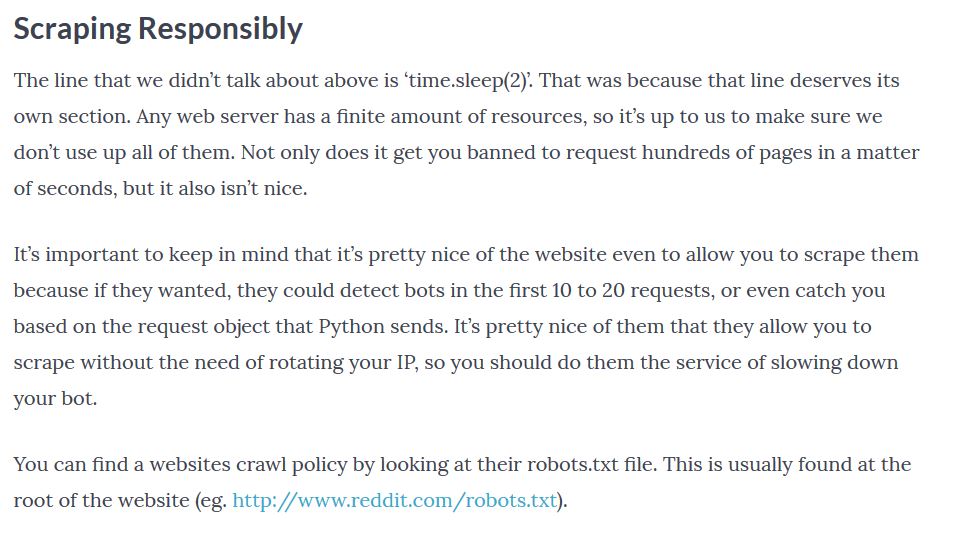 Scraping Responsibly
The line that we didn’t talk about above is ‘time.sleep(2)’. That was because that line deserves its
own section. Any web server has a finite amount of resources, so it’s up to us to make sure we
don’t use up all of them. Not only does it get you banned to request hundreds of pages in a matter
of seconds, but it also isn’t nice.
It’s important to keep in mind that it’s pretty nice of the website even to allow you to scrape them
because if they wanted, they could detect bots in the first 10 to 20 requests, or even catch you
based on the request object that Python sends. It’s pretty nice of them that they allow you to
scrape without the need of rotating your IP, so you should do them the service of slowing down
your bot.
You can find a websites crawl policy by looking at their robots.txt file. This is usually found at the
root of the website (eg. http://www.reddit.com/robots.txt).